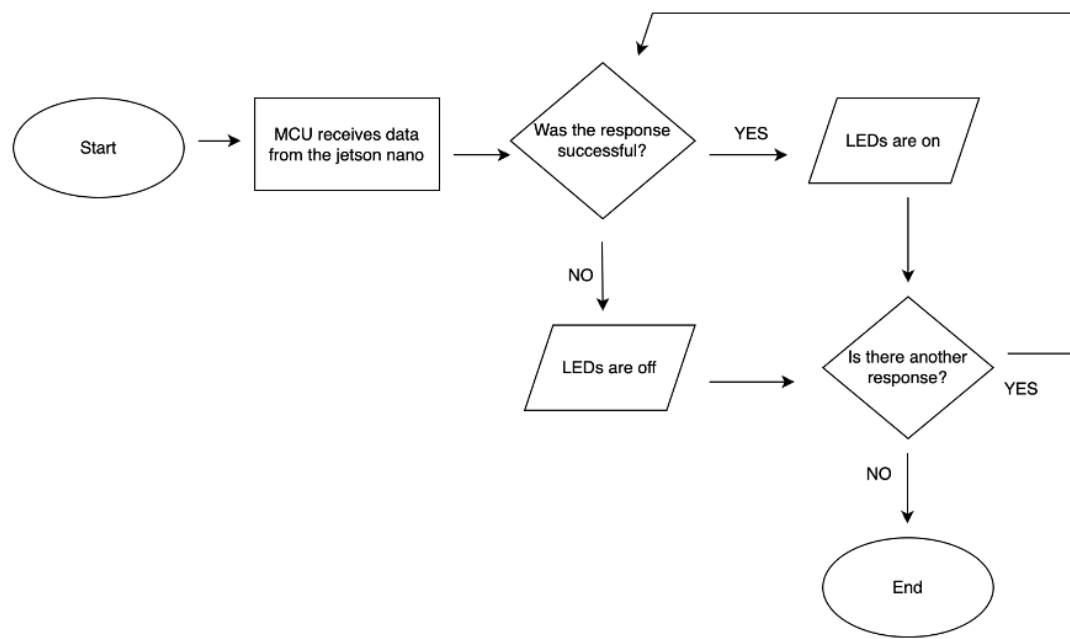 Start
MCU receives data
from the jetson nano
Was the response
successful?
YES
LEDs are on
NO
LEDs are off
Is there another
response?
YES
NO
End